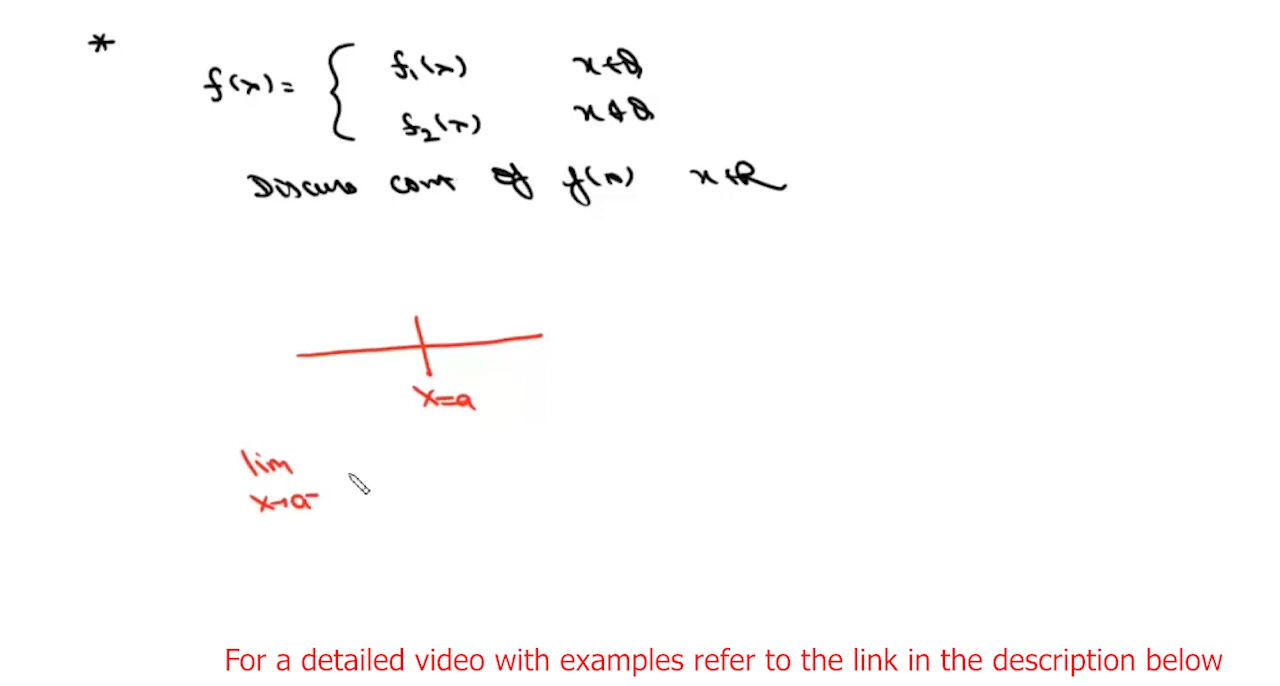 *
f(x) = { f₁(x) x∈Q
f₂(x) x∉Q
Discuss cont of f(x) x∈R
x=a
lim
x→a⁻
For a detailed video with examples refer to the link in the description below